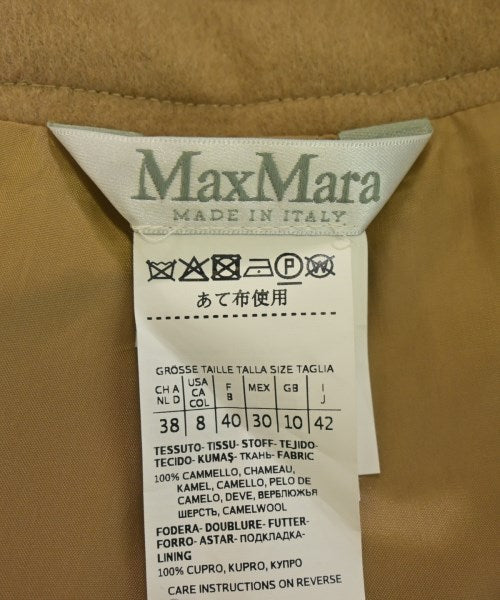 MaxMara
MADE IN ITALY
P W
あて布使用
GRÖSSE TAILLE TALLA SIZE TAGLIA
CH A NL D USA CA COL F B MEX GB I J
38 8 40 30 10 42
TESSUTO- TISSU- STOFF- TEJIDO-
TECIDO- KUMAŞ- ТКАНЬ- FABRIC
100% CAMMELLO, CHAMEAU,
KAMEL, CAMELLO, PELO DE
CAMELO, DEVE, ВЕРБЛЮЖЬЯ
ШЕРСТЬ, CAMELWOOL
FODERA- DOUBLURE- FUTTER-
FORRO- ASTAR- ПОДКЛАДКА-
LINING
100% CUPRO, KUPRO, КУПРО
CARE INSTRUCTIONS ON REVERSE